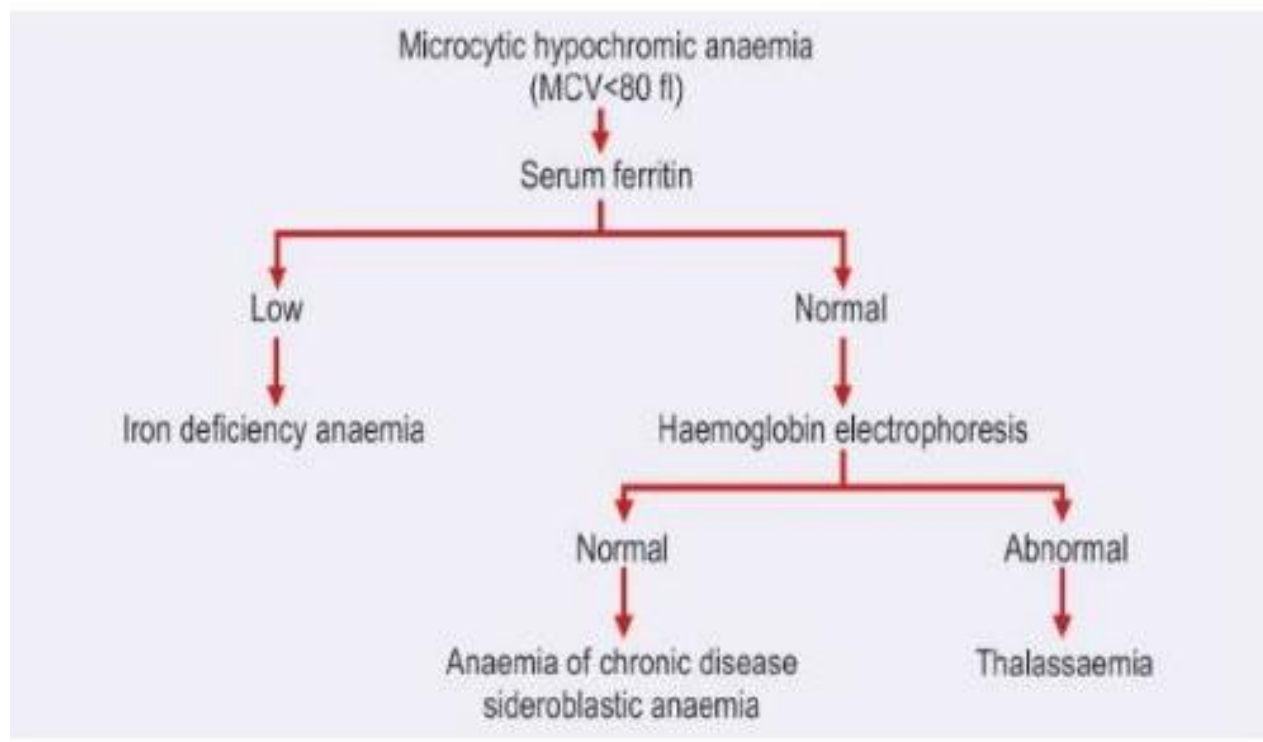 Microcytic hypochromic anaemia
(MCV<80 fl)
Serum ferritin
Low
Normal
Iron deficiency anaemia
Haemoglobin electrophoresis
Normal
Abnormal
Anaemia of chronic disease
sideroblastic anaemia
Thalassaemia